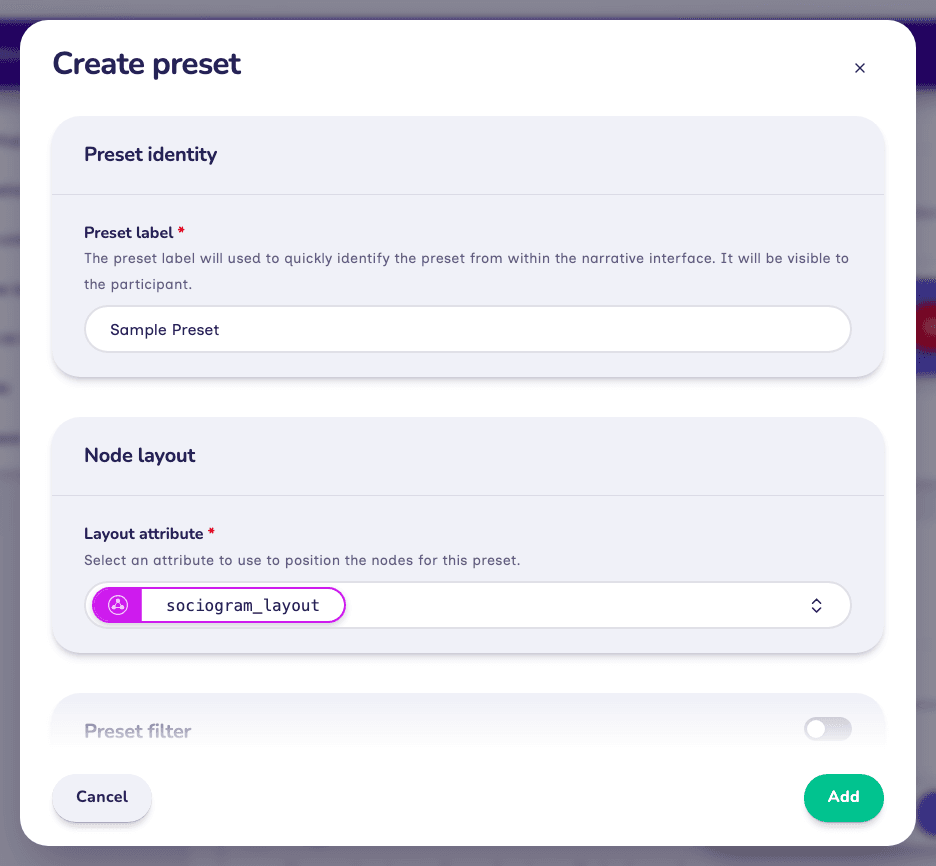 Create preset
Preset identity
Preset label *
The preset label will used to quickly identify the preset from within the narrative interface. It will be visible to
the participant.
Sample Preset
Node layout
Layout attribute *
Select an attribute to use to position the nodes for this preset.
sociogram_layout
Preset filter
Cancel
Add